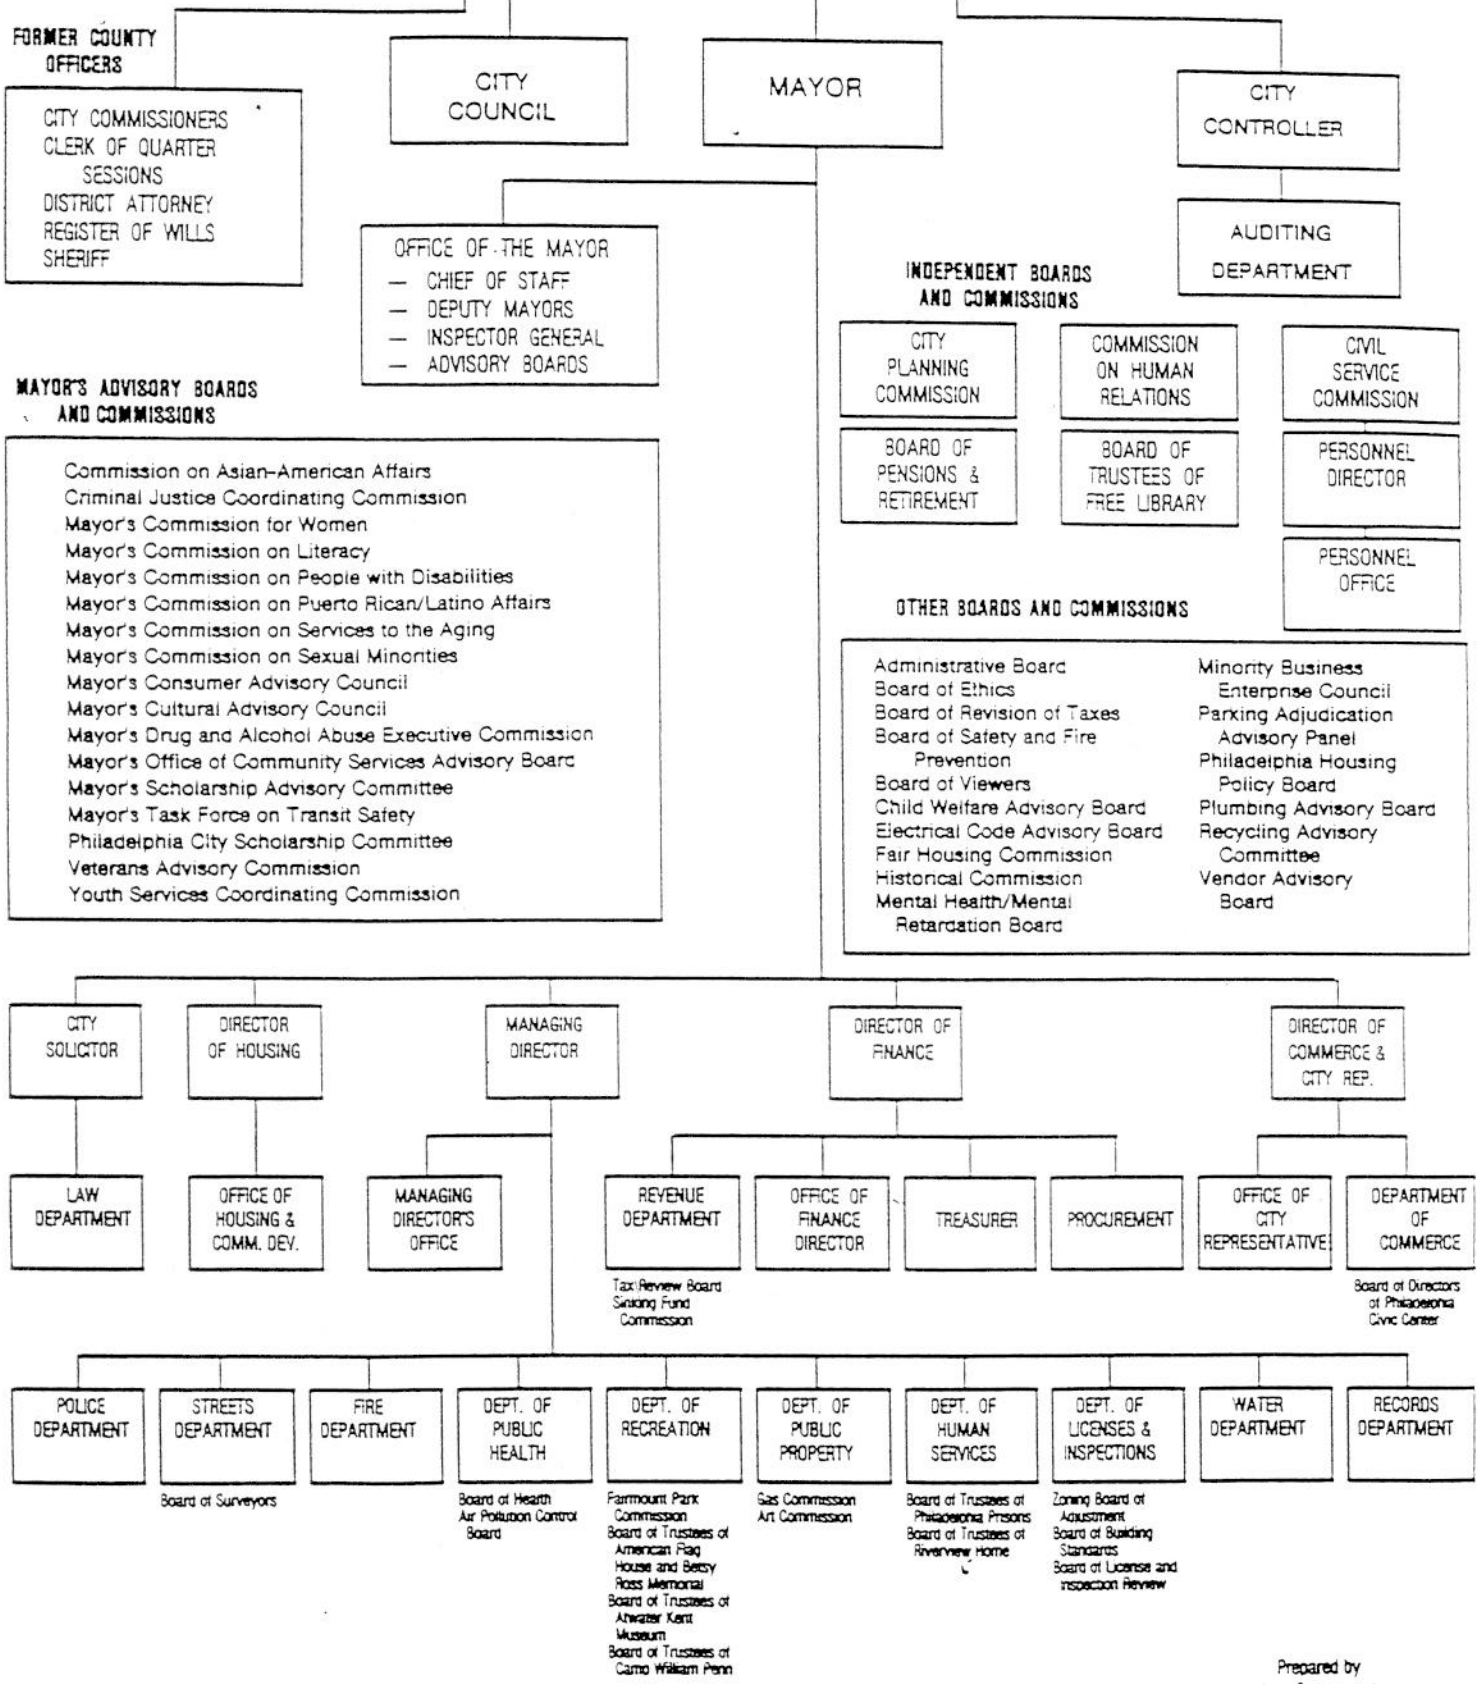 FORMER COUNTY
OFFICERS
CITY COMMISSIONERS
CLERK OF QUARTER
SESSIONS
DISTRICT ATTORNEY
REGISTER OF WILLS
SHERIFF
CITY
COUNCIL
MAYOR
CITY
CONTROLLER
AUDITING
DEPARTMENT
OFFICE OF THE MAYOR
— CHIEF OF STAFF
— DEPUTY MAYORS
— INSPECTOR GENERAL
— ADVISORY BOARDS
INDEPENDENT BOARDS
AND COMMISSIONS
CITY
PLANNING
COMMISSION
COMMISSION
ON HUMAN
RELATIONS
CIVIL
SERVICE
COMMISSION
BOARD OF
PENSIONS &
RETIREMENT
BOARD OF
TRUSTEES OF
FREE LIBRARY
PERSONNEL
DIRECTOR
PERSONNEL
OFFICE
MAYOR'S ADVISORY BOARDS
AND COMMISSIONS
Commission on Asian-American Affairs
Criminal Justice Coordinating Commission
Mayor's Commission for Women
Mayor's Commission on Literacy
Mayor's Commission on People with Disabilities
Mayor's Commission on Puerto Rican/Latino Affairs
Mayor's Commission on Services to the Aging
Mayor's Commission on Sexual Minorities
Mayor's Consumer Advisory Council
Mayor's Cultural Advisory Council
Mayor's Drug and Alcohol Abuse Executive Commission
Mayor's Office of Community Services Advisory Board
Mayor's Scholarship Advisory Committee
Mayor's Task Force on Transit Safety
Philadelphia City Scholarship Committee
Veterans Advisory Commission
Youth Services Coordinating Commission
OTHER BOARDS AND COMMISSIONS
Administrative Board
Board of Ethics
Board of Revision of Taxes
Board of Safety and Fire
Prevention
Board of Viewers
Child Welfare Advisory Board
Electrical Code Advisory Board
Fair Housing Commission
Historical Commission
Mental Health/Mental
Retardation Board
Minority Business
Enterprise Council
Parking Adjudication
Advisory Panel
Philadelphia Housing
Policy Board
Plumbing Advisory Board
Recycling Advisory
Committee
Vendor Advisory
Board
CITY
SOLICITOR
DIRECTOR
OF HOUSING
MANAGING
DIRECTOR
DIRECTOR OF
FINANCE
DIRECTOR OF
COMMERCE &
CITY REP.
LAW
DEPARTMENT
OFFICE OF
HOUSING &
COMM. DEV.
MANAGING
DIRECTOR'S
OFFICE
REVENUE
DEPARTMENT
Tax Review Board
Sinking Fund
Commission
OFFICE OF
FINANCE
DIRECTOR
TREASURER
PROCUREMENT
OFFICE OF
CITY
REPRESENTATIVE
DEPARTMENT
OF
COMMERCE
Board of Directors
of Philadelphia
Civic Center
POLICE
DEPARTMENT
STREETS
DEPARTMENT
Board of Surveyors
FIRE
DEPARTMENT
DEPT. OF
PUBLIC
HEALTH
Board of Health
Air Pollution Control
Board
DEPT. OF
RECREATION
Fairmount Park
Commission
Board of Trustees of
American Flag
House and Betsy
Ross Memorial
Board of Trustees of
Atwater Kent
Museum
Board of Trustees of
Camp William Penn
DEPT. OF
PUBLIC
PROPERTY
Gas Commission
Art Commission
DEPT. OF
HUMAN
SERVICES
Board of Trustees of
Philadelphia Prisons
Board of Trustees of
Riverview Home
DEPT. OF
LICENSES &
INSPECTIONS
Zoning Board of
Adjustment
Board of Building
Standards
Board of License and
Inspection Review
WATER
DEPARTMENT
RECORDS
DEPARTMENT
Prepared by